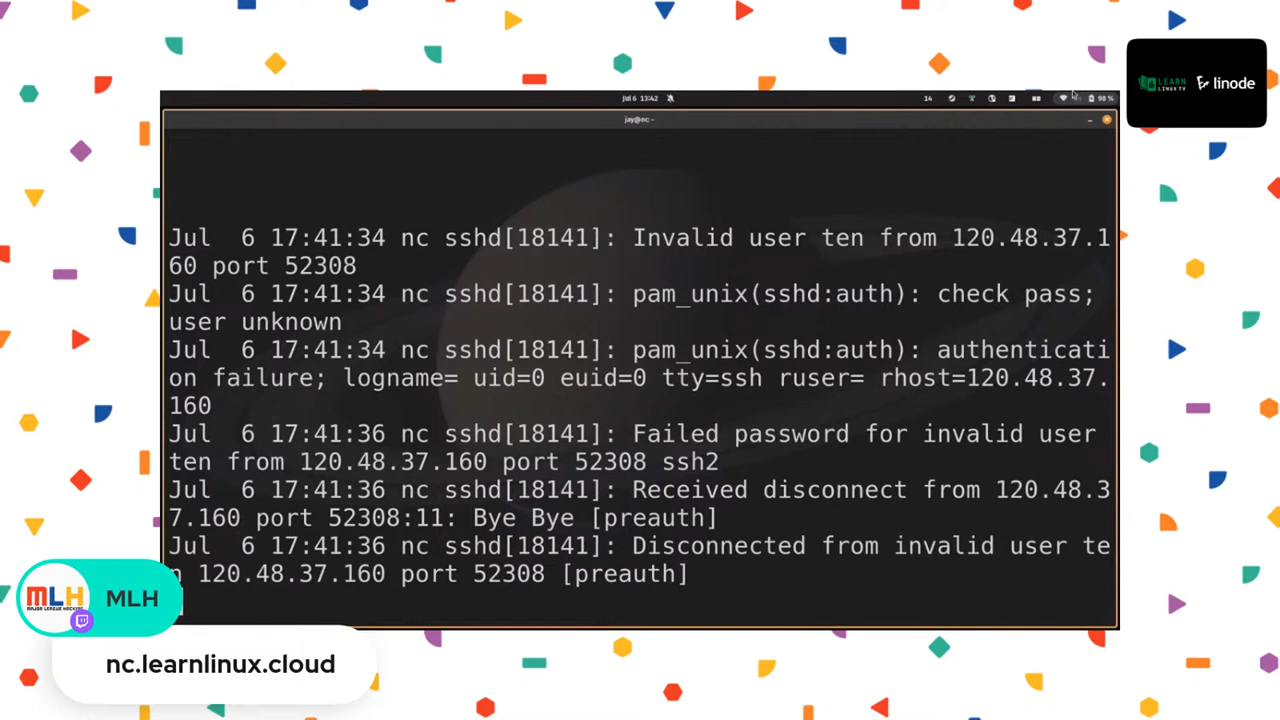 LEARN
LINUX TV
linode
Jul 6 13:42
14
98 %
jay@nc ~
Jul  6 17:41:34 nc sshd[18141]: Invalid user ten from 120.48.37.1
60 port 52308
Jul  6 17:41:34 nc sshd[18141]: pam_unix(sshd:auth): check pass;
user unknown
Jul  6 17:41:34 nc sshd[18141]: pam_unix(sshd:auth): authenticati
on failure; logname= uid=0 euid=0 tty=ssh ruser= rhost=120.48.37.
160
Jul  6 17:41:36 nc sshd[18141]: Failed password for invalid user
ten from 120.48.37.160 port 52308 ssh2
Jul  6 17:41:36 nc sshd[18141]: Received disconnect from 120.48.3
7.160 port 52308:11: Bye Bye [preauth]
Jul  6 17:41:36 nc sshd[18141]: Disconnected from invalid user te
n 120.48.37.160 port 52308 [preauth]
MLH
MAJOR LEAGUE HACKING
MLH
nc.learnlinux.cloud